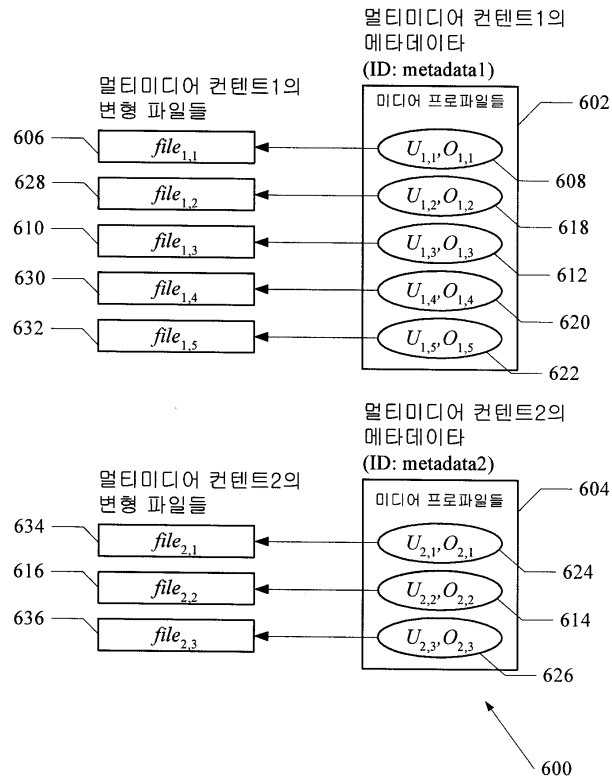 멀티미디어 컨텐트1의
메타데이타
(ID: metadata1)
멀티미디어 컨텐트1의
변형 파일들
미디어 프로파일들
602
606
file1,1
U1,1,O1,1
608
628
file1,2
U1,2,O1,2
618
610
file1,3
U1,3,O1,3
612
630
file1,4
U1,4,O1,4
620
632
file1,5
U1,5,O1,5
622
멀티미디어 컨텐트2의
메타데이타
(ID: metadata2)
멀티미디어 컨텐트2의
변형 파일들
미디어 프로파일들
604
634
file2,1
U2,1,O2,1
624
616
file2,2
U2,2,O2,2
614
636
file2,3
U2,3,O2,3
626
600